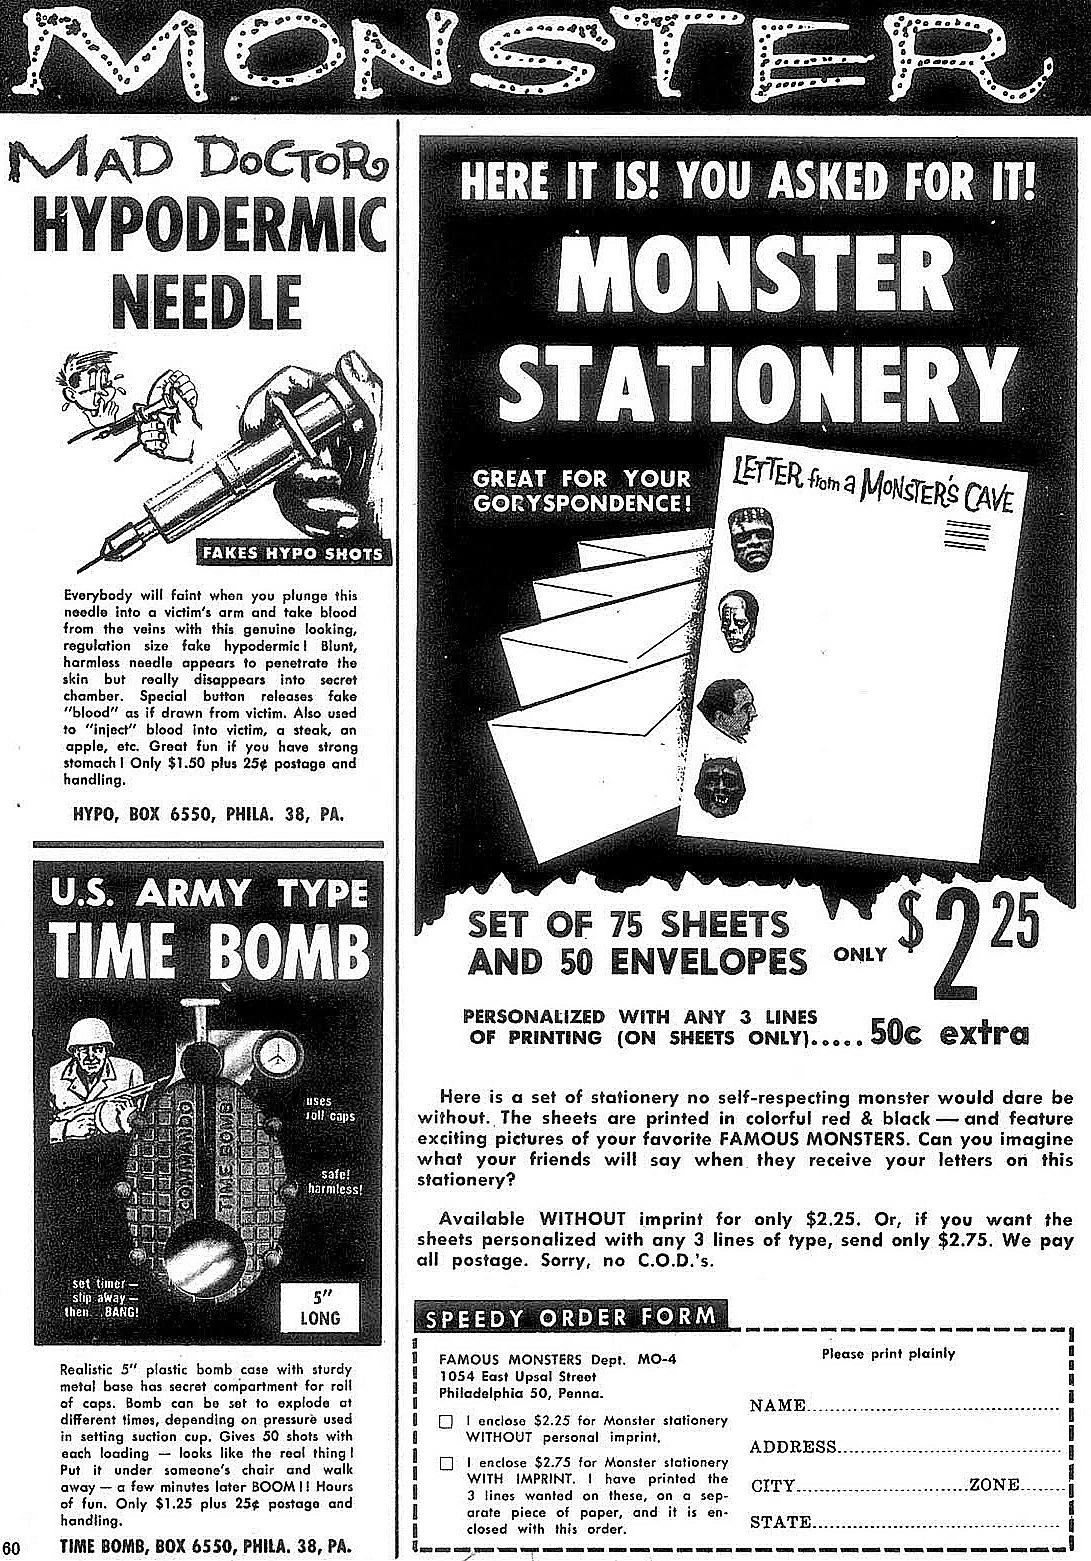 MONSTER
MAD DOCTOR
HYPODERMIC
NEEDLE
FAKES HYPO SHOTS
Everybody will faint when you plunge this
needle into a victim's arm and take blood
from the veins with this genuine looking,
regulation size fake hypodermic! Blunt,
harmless needle appears to penetrate the
skin but really disappears into secret
chamber. Special button releases fake
"blood" as if drawn from victim. Also used
to "inject" blood into victim, a steak, an
apple, etc. Great fun if you have strong
stomach! Only $1.50 plus 25¢ postage and
handling.
HYPO, BOX 6550, PHILA. 38, PA.
U.S. ARMY TYPE
TIME BOMB
uses
roll caps
COMMANDO
TIME BOMB
safe!
harmless!
set timer—
slip away—
then BANG!
5"
LONG
Realistic 5" plastic bomb case with sturdy
metal base has secret compartment for roll
of caps. Bomb can be set to explode at
different times, depending on pressure used
in setting suction cup. Gives 50 shots with
each loading — looks like the real thing!
Put it under someone's chair and walk
away — a few minutes later BOOM!! Hours
of fun. Only $1.25 plus 25¢ postage and
handling.
TIME BOMB, BOX 6550, PHILA. 38, PA.
60
HERE IT IS! YOU ASKED FOR IT!
MONSTER
STATIONERY
GREAT FOR YOUR
GORYSPONDENCE!
LETTER from a MONSTER'S CAVE
SET OF 75 SHEETS
AND 50 ENVELOPES ONLY $2 25
PERSONALIZED WITH ANY 3 LINES
OF PRINTING (ON SHEETS ONLY)..... 50c extra
Here is a set of stationery no self-respecting monster would dare be
without. The sheets are printed in colorful red & black — and feature
exciting pictures of your favorite FAMOUS MONSTERS. Can you imagine
what your friends will say when they receive your letters on this
stationery?
Available WITHOUT imprint for only $2.25. Or, if you want the
sheets personalized with any 3 lines of type, send only $2.75. We pay
all postage. Sorry, no C.O.D.'s.
SPEEDY ORDER FORM
FAMOUS MONSTERS Dept. MO-4
1054 East Upsal Street
Philadelphia 50, Penna.
I enclose $2.25 for Monster stationery
WITHOUT personal imprint.
I enclose $2.75 for Monster stationery
WITH IMPRINT. I have printed the
3 lines wanted on these, on a sep-
arate piece of paper, and it is en-
closed with this order.
Please print plainly
NAME
ADDRESS
CITY ZONE
STATE